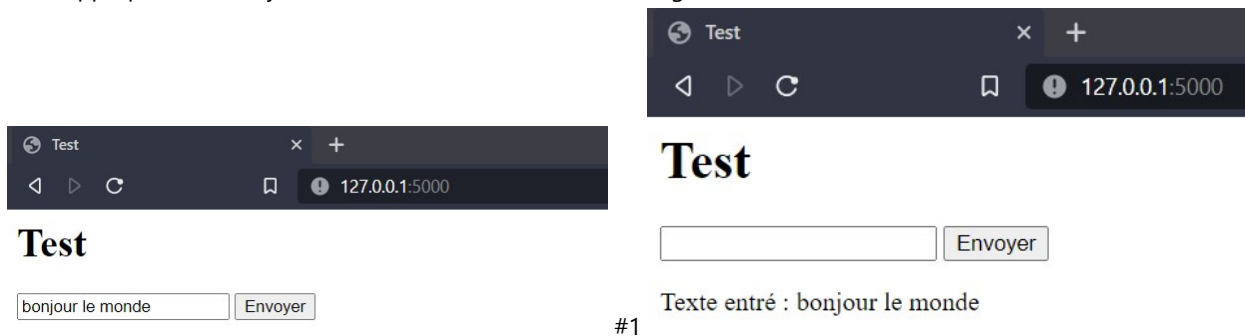 Test
127.0.0.1:5000
Test
bonjour le monde Envoyer
#1
Test
127.0.0.1:5000
Test
Envoyer
Texte entré : bonjour le monde